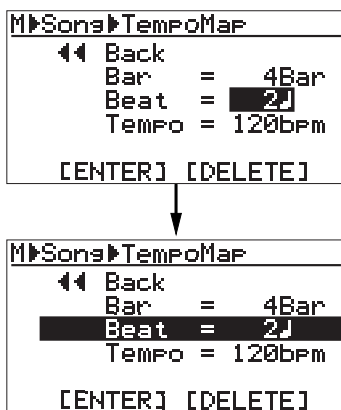 M▶Song▶TempoMap
◀◀ Back
Bar = 4Bar
Beat = 2♩
Tempo = 120bpm
[ENTER] [DELETE]
M▶Song▶TempoMap
◀◀ Back
Bar = 4Bar
Beat = 2♩
Tempo = 120bpm
[ENTER] [DELETE]